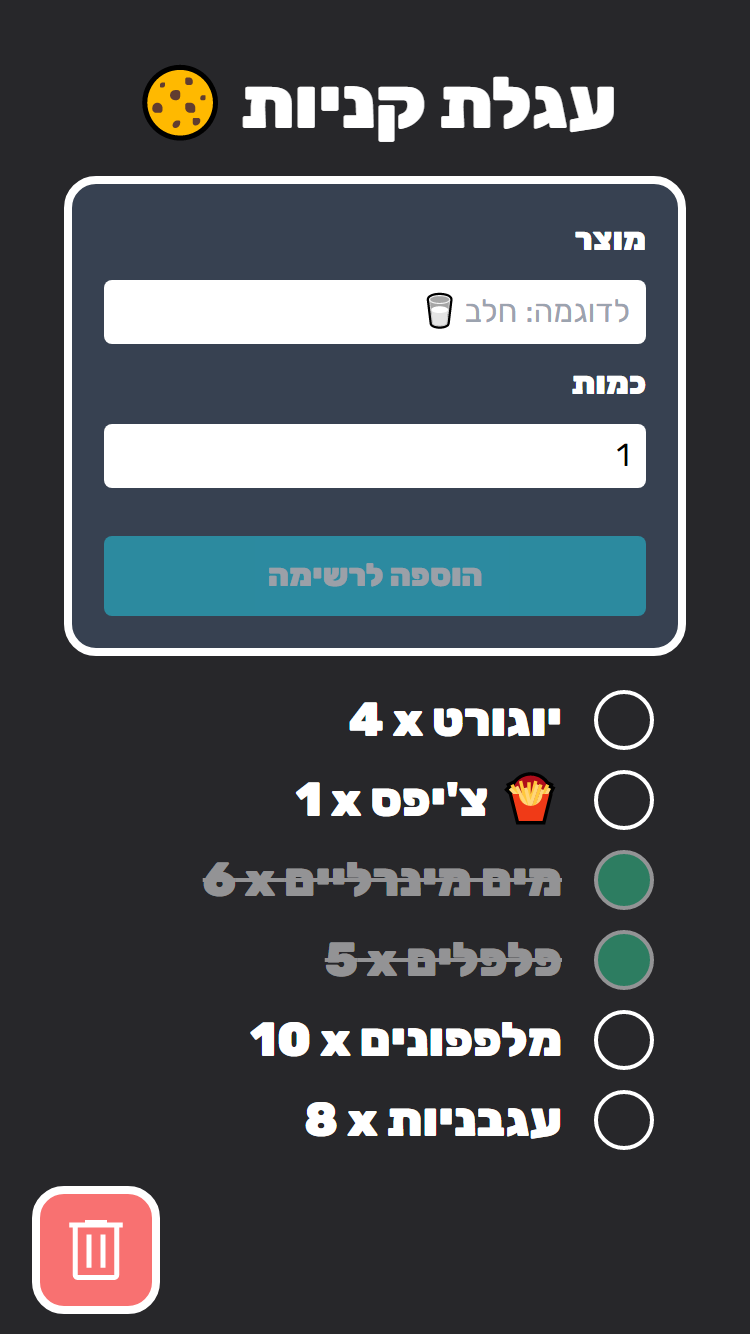 עגלת קניות 🍪
מוצר
לדוגמה: חלב 🥛
כמות
1
הוספה לרשימה
יוגורט x 4
🍟 צ'יפס x 1
מים מינרליים x 6
פלפלים x 5
מלפפונים x 10
עגבניות x 8